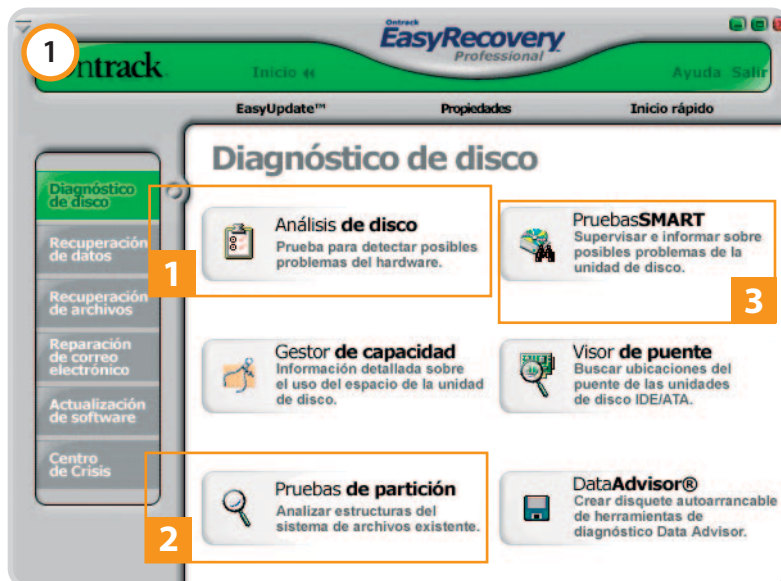 1
Ontrack
EasyRecovery
Professional
ntrack
Inicio
Ayuda Salir
EasyUpdate™ Propiedades Inicio rápido
Diagnóstico
de disco
Recuperación
de datos
Recuperación
de archivos
Reparación
de correo
electrónico
Actualización
de software
Centro
de Crisis
Diagnóstico de disco
1
Análisis de disco
Prueba para detectar posibles
problemas del hardware.
PruebasSMART
Supervisar e informar sobre
posibles problemas de la
unidad de disco.
3
Gestor de capacidad
Información detallada sobre
el uso del espacio de la unidad
de disco.
Visor de puente
Buscar ubicaciones del
puente de las unidades
de disco IDE/ATA.
2
Pruebas de partición
Analizar estructuras del
sistema de archivos existente.
DataAdvisor®
Crear disquete autoarrancable
de herramientas de
diagnóstico Data Advisor.